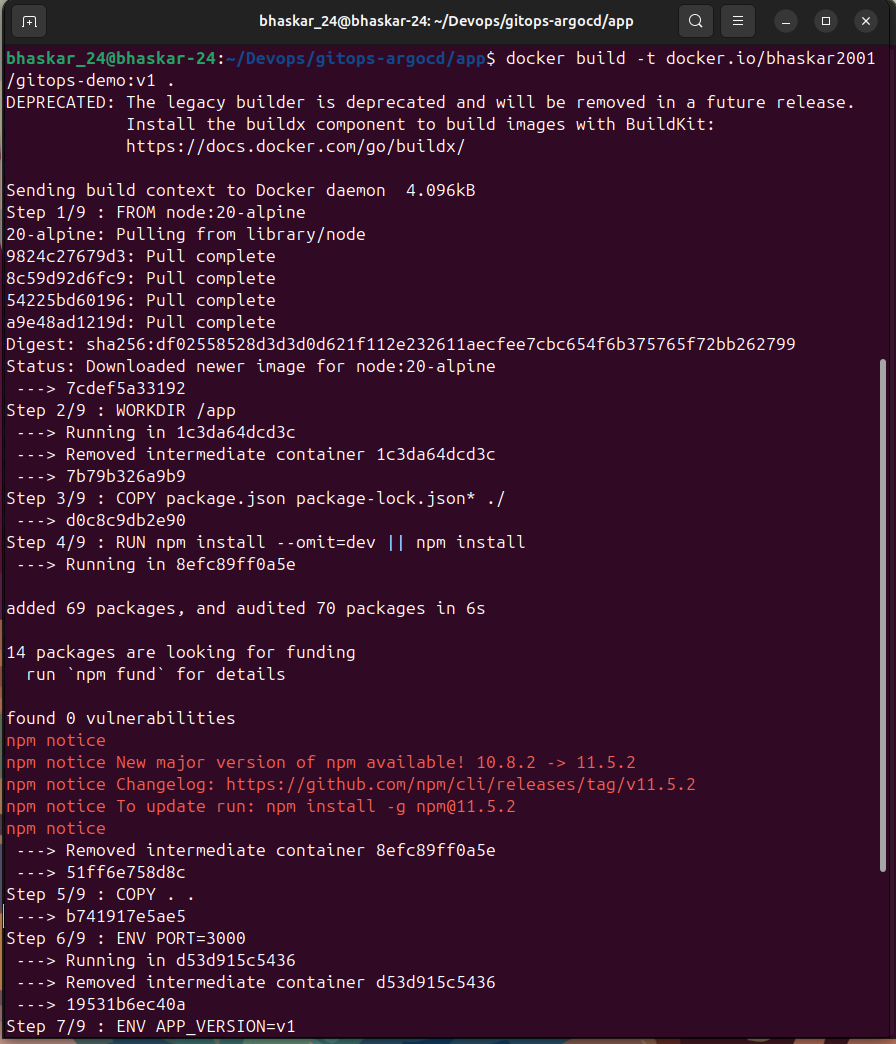 bhaskar_24@bhaskar-24: ~/Devops/gitops-argocd/app
bhaskar_24@bhaskar-24:~/Devops/gitops-argocd/app$ docker build -t docker.io/bhaskar2001
/gitops-demo:v1 .
DEPRECATED: The legacy builder is deprecated and will be removed in a future release.
            Install the buildx component to build images with BuildKit:
            https://docs.docker.com/go/buildx/

Sending build context to Docker daemon  4.096kB
Step 1/9 : FROM node:20-alpine
20-alpine: Pulling from library/node
9824c27679d3: Pull complete
8c59d92d6fc9: Pull complete
54225bd60196: Pull complete
a9e48ad1219d: Pull complete
Digest: sha256:df02558528d3d3d0d621f112e232611aecfee7cbc654f6b375765f72bb262799
Status: Downloaded newer image for node:20-alpine
 ---> 7cdef5a33192
Step 2/9 : WORKDIR /app
 ---> Running in 1c3da64dcd3c
 ---> Removed intermediate container 1c3da64dcd3c
 ---> 7b79b326a9b9
Step 3/9 : COPY package.json package-lock.json* ./
 ---> d0c8c9db2e90
Step 4/9 : RUN npm install --omit=dev || npm install
 ---> Running in 8efc89ff0a5e

added 69 packages, and audited 70 packages in 6s

14 packages are looking for funding
  run `npm fund` for details

found 0 vulnerabilities
npm notice
npm notice New major version of npm available! 10.8.2 -> 11.5.2
npm notice Changelog: https://github.com/npm/cli/releases/tag/v11.5.2
npm notice To update run: npm install -g npm@11.5.2
npm notice
 ---> Removed intermediate container 8efc89ff0a5e
 ---> 51ff6e758d8c
Step 5/9 : COPY . .
 ---> b741917e5ae5
Step 6/9 : ENV PORT=3000
 ---> Running in d53d915c5436
 ---> Removed intermediate container d53d915c5436
 ---> 19531b6ec40a
Step 7/9 : ENV APP_VERSION=v1